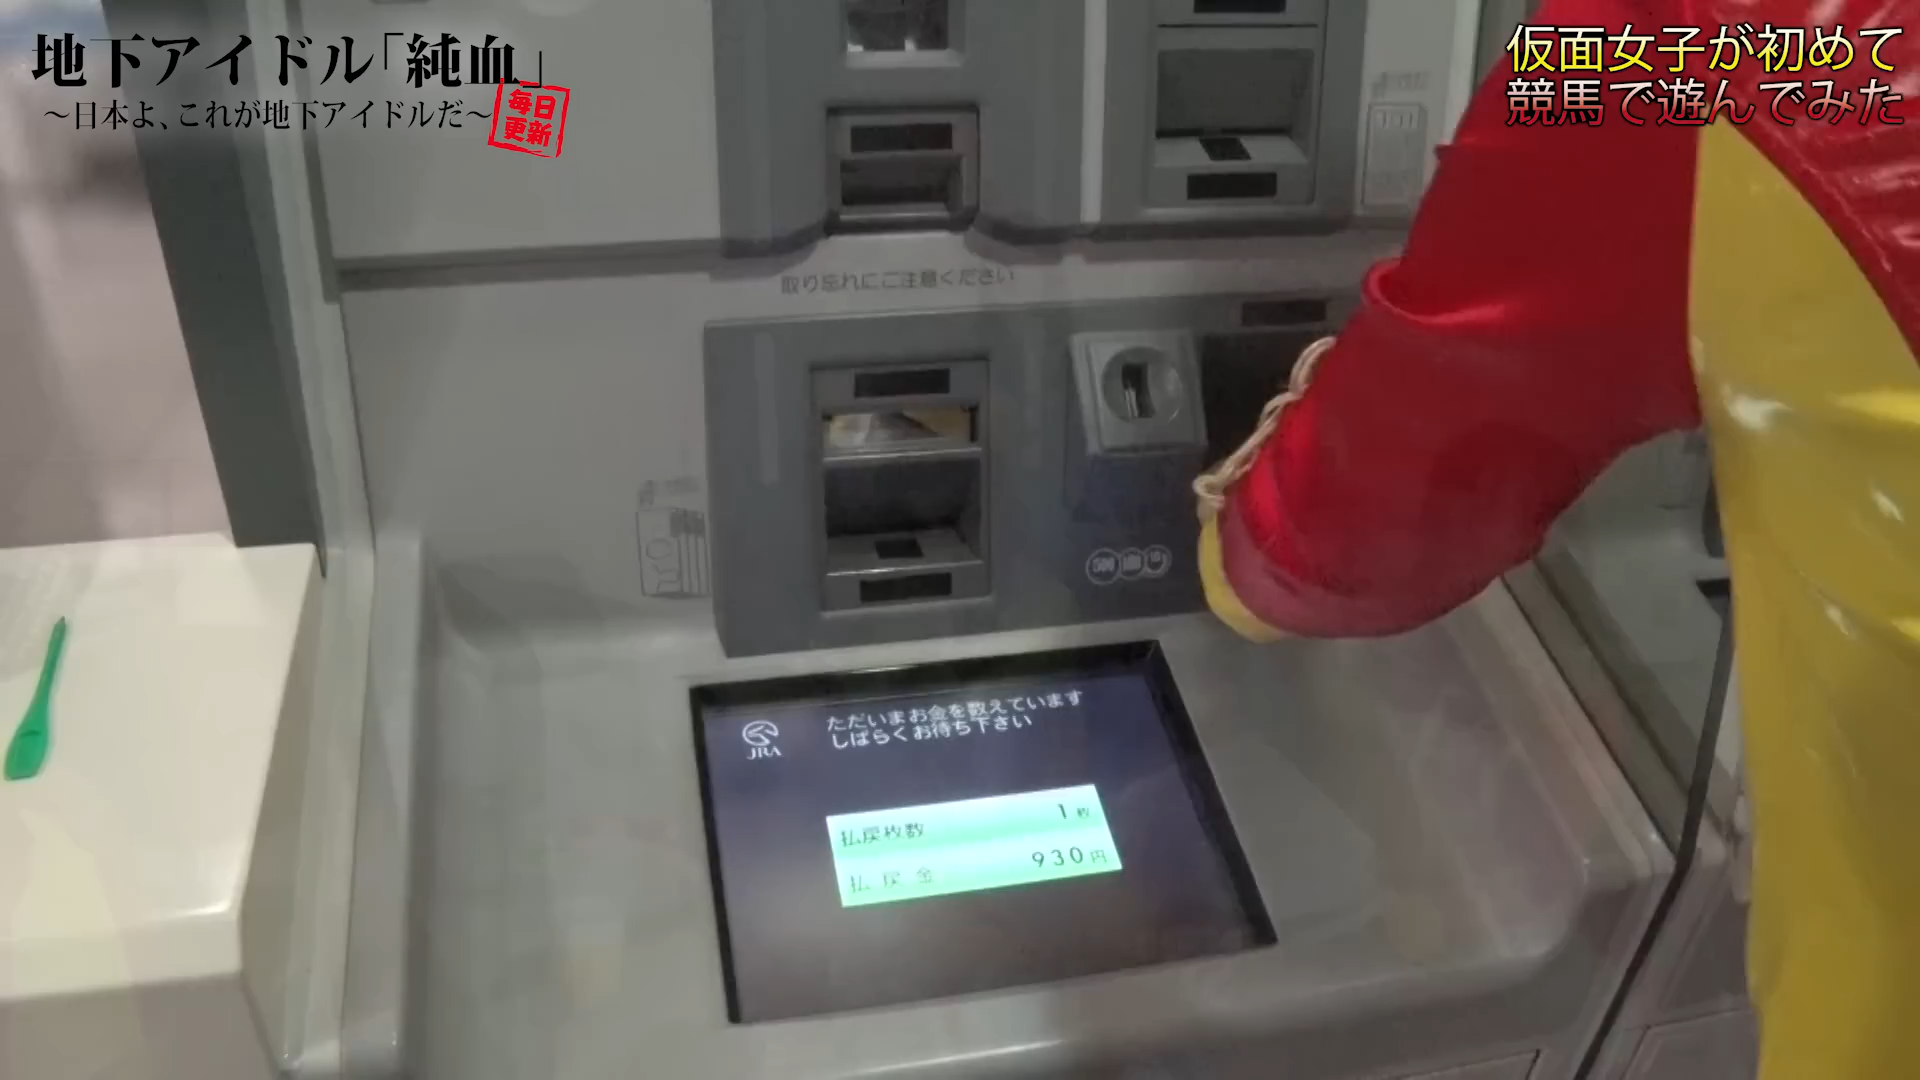 地下アイドル「純血」
～日本よ、これが地下アイドルだ～
毎日
更新
仮面女子が初めて
競馬で遊んでみた
取り忘れにご注意ください
500 100 10
JRA
ただいまお金を数えています
しばらくお待ち下さい
払戻枚数 1枚
払戻金 930円